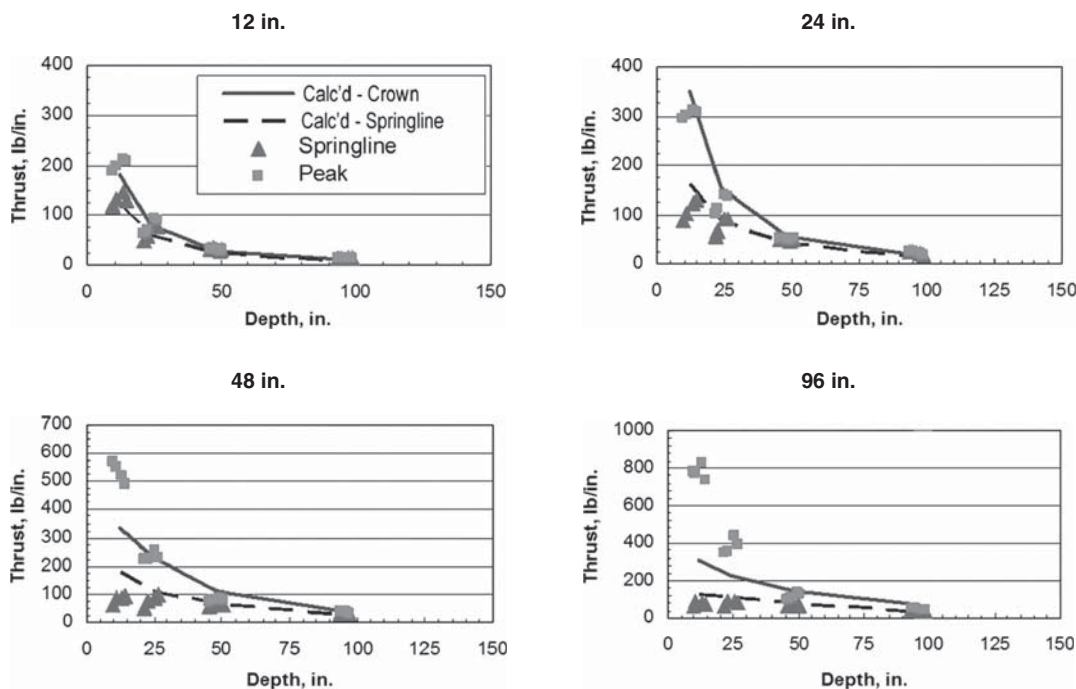 12 in.
400
300
200
100
0
Thrust, lb/in.
Calc'd - Crown
Calc'd - Springline
Springline
Peak
0 50 100 150
Depth, in.
24 in.
400
300
200
100
0
Thrust, lb/in.
0 25 50 75 100 125 150
Depth, in.
48 in.
700
600
500
400
300
200
100
0
Thrust, lb/in.
0 25 50 75 100 125 150
Depth, in.
96 in.
1000
800
600
400
200
0
Thrust, lb/in.
0 25 50 75 100 125 150
Depth, in.